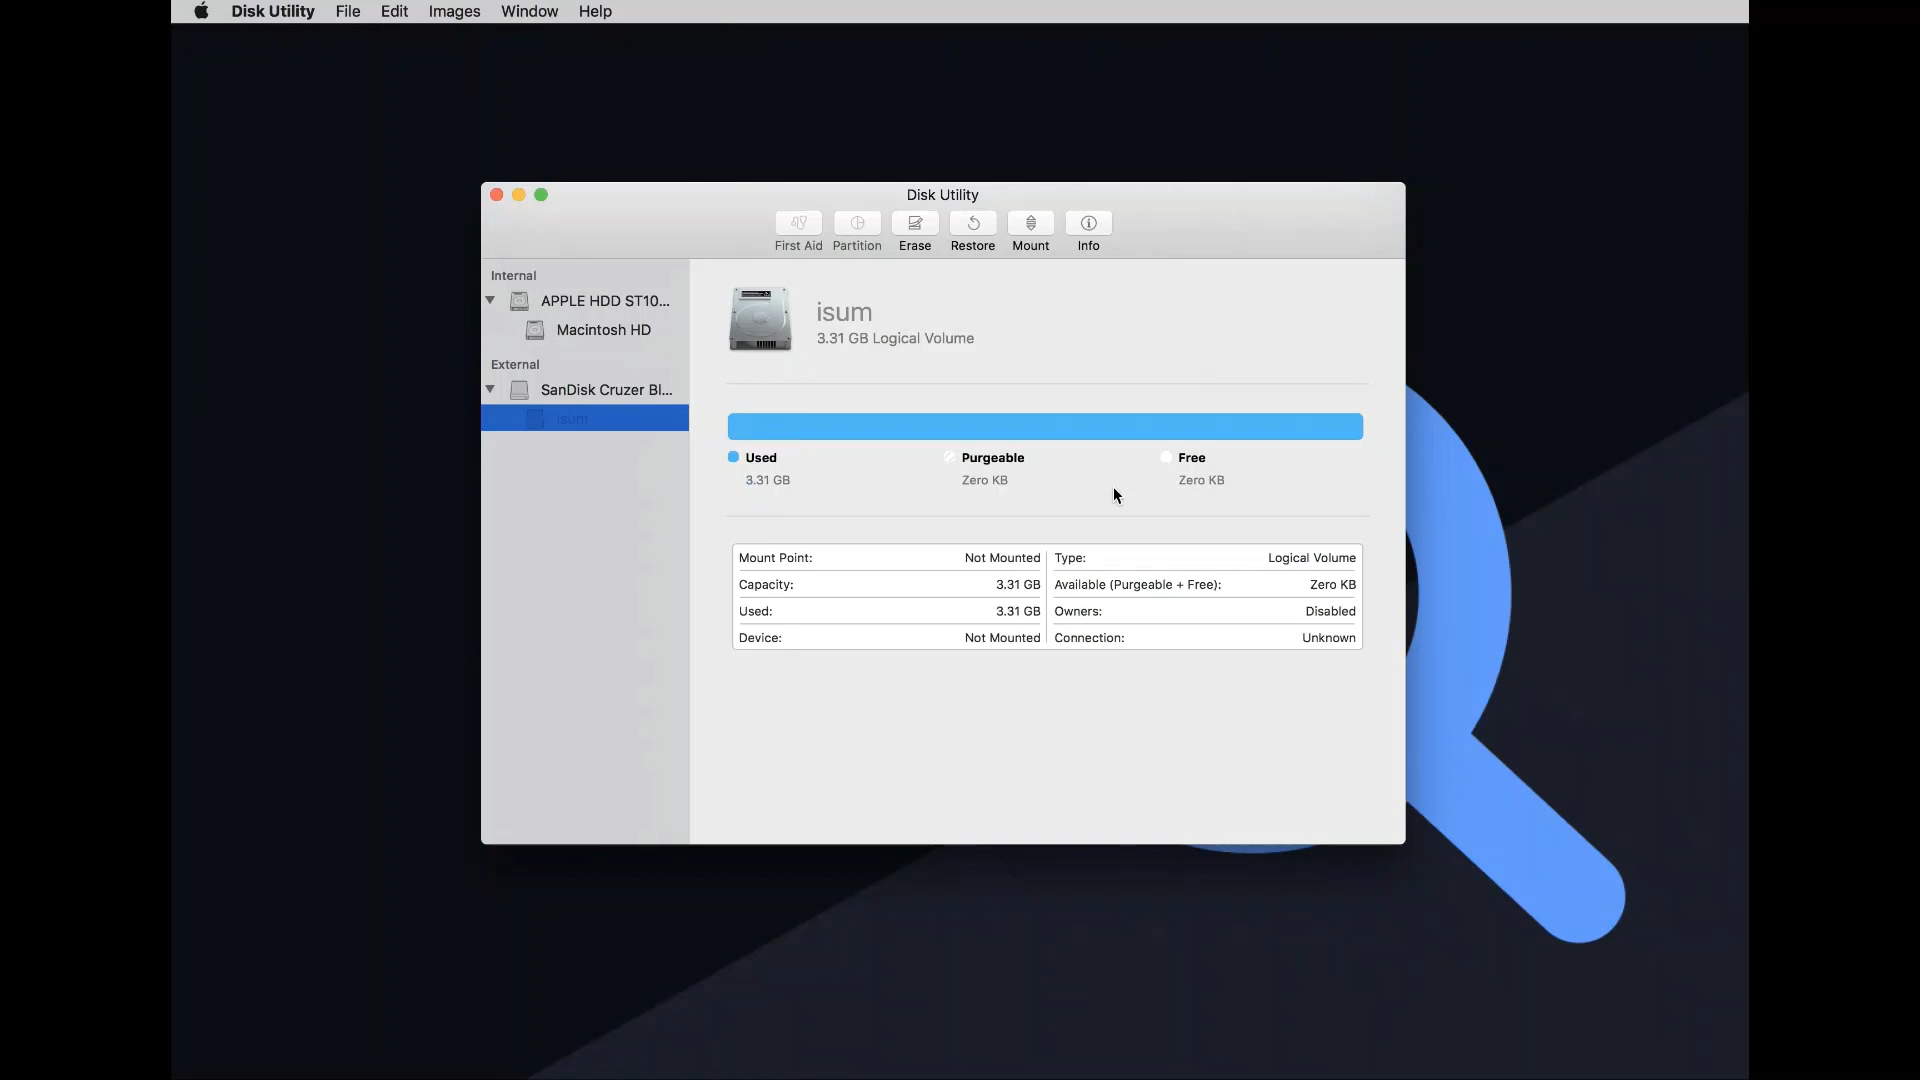 Disk Utility File Edit Images Window Help
Disk Utility
First Aid Partition Erase Restore Mount Info
Internal
APPLE HDD ST10...
Macintosh HD
External
SanDisk Cruzer Bl...
isum
isum
3.31 GB Logical Volume
Used Purgeable Free
3.31 GB Zero KB Zero KB
Mount Point: Not Mounted Type: Logical Volume
Capacity: 3.31 GB Available (Purgeable + Free): Zero KB
Used: 3.31 GB Owners: Disabled
Device: Not Mounted Connection: Unknown